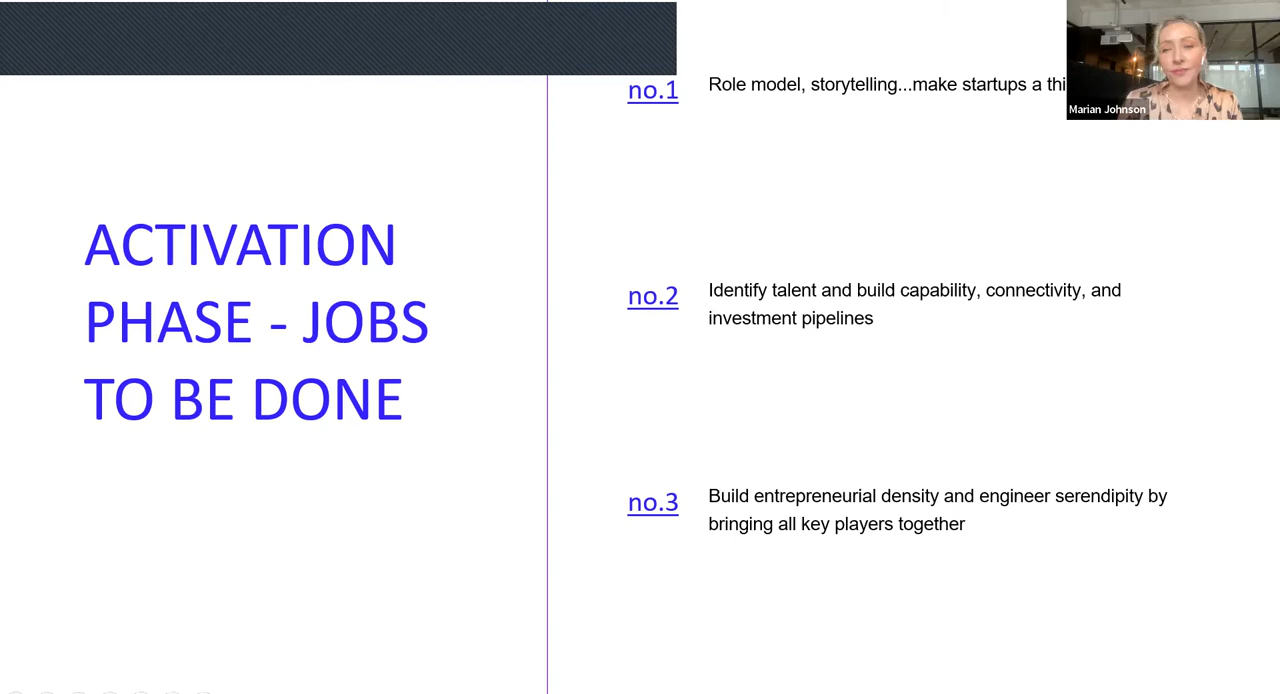 ACTIVATION
PHASE - JOBS
TO BE DONE
no.1
Role model, storytelling...make startups a
no.2
Identify talent and build capability, connectivity, and
investment pipelines
no.3
Build entrepreneurial density and engineer serendipity by
bringing all key players together
Marian Johnson